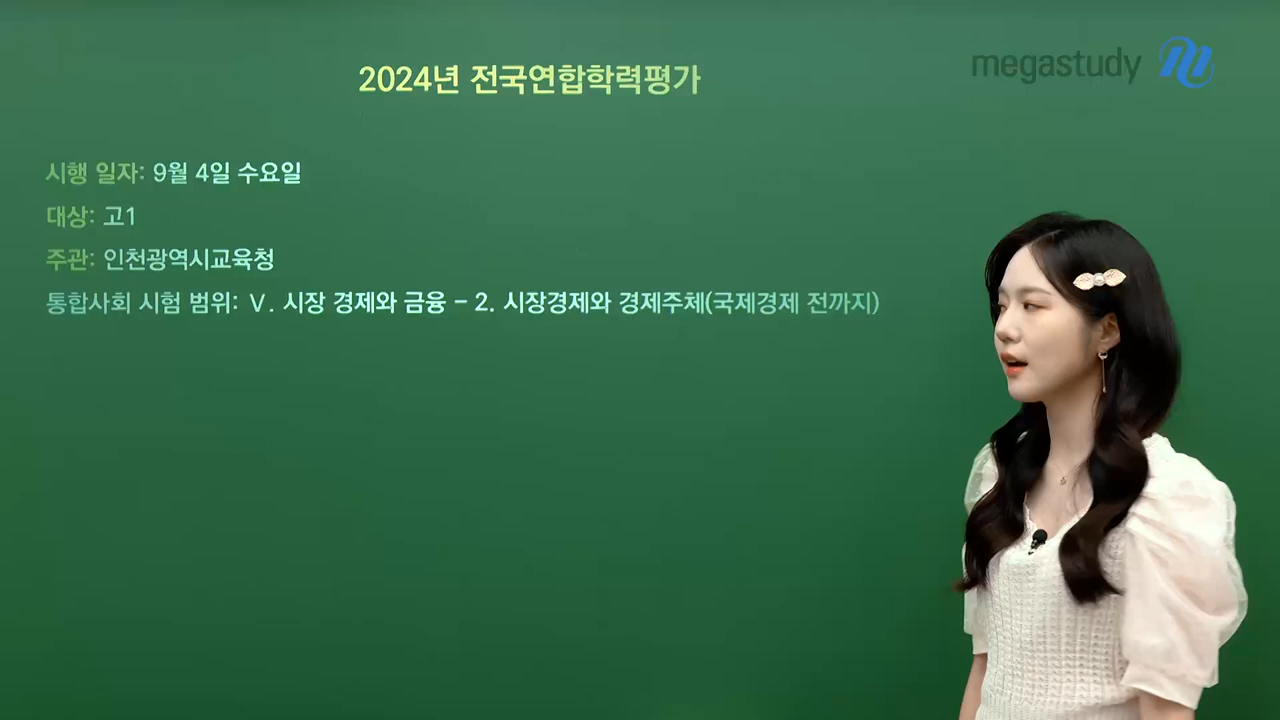 2024년 전국연합학력평가
megastudy
시행 일자: 9월 4일 수요일
대상: 고1
주관: 인천광역시교육청
통합사회 시험 범위: Ⅴ. 시장 경제와 금융 - 2. 시장경제와 경제주체(국제경제 전까지)